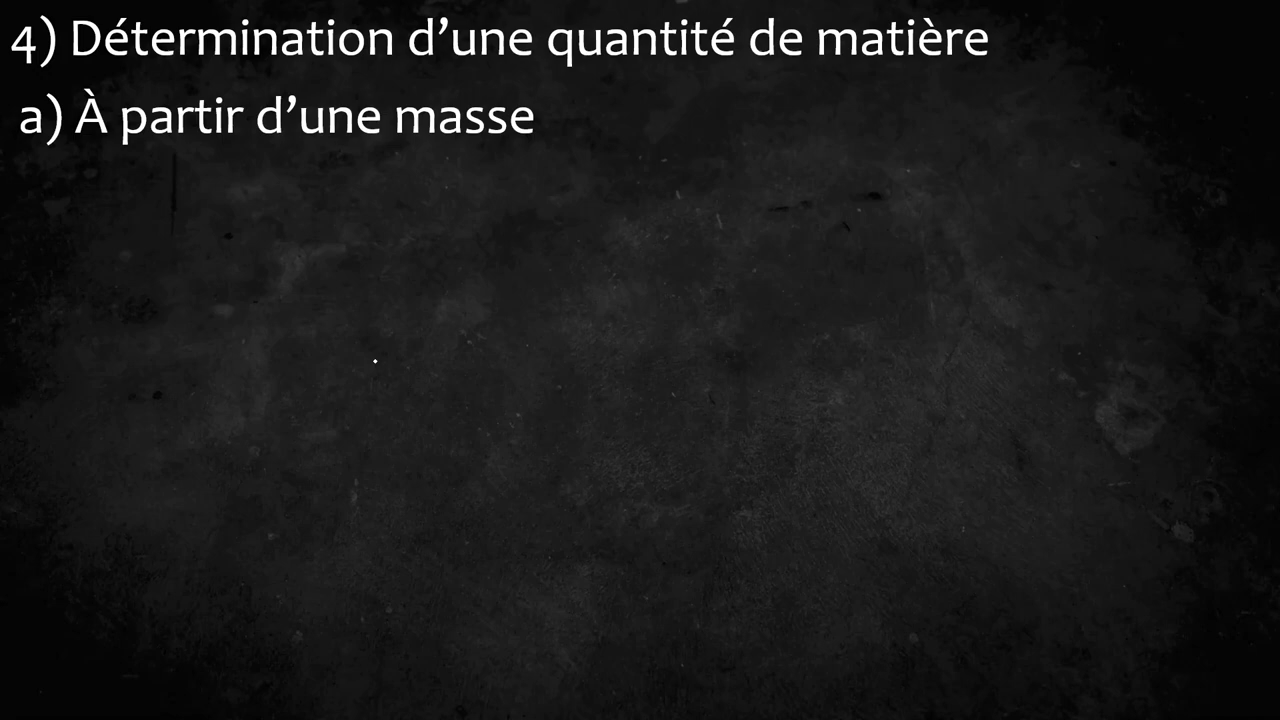 4) Détermination d’une quantité de matière
a) À partir d’une masse